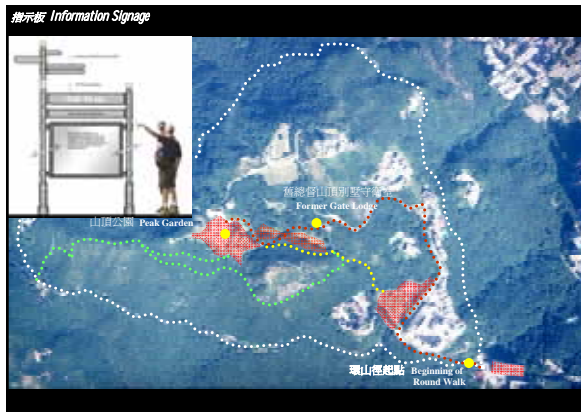 指示板 Information Signage
舊總督山頂別墅守衛室
Former Gate Lodge
山頂公園 Peak Garden
環山徑起點 Beginning of
Round Walk